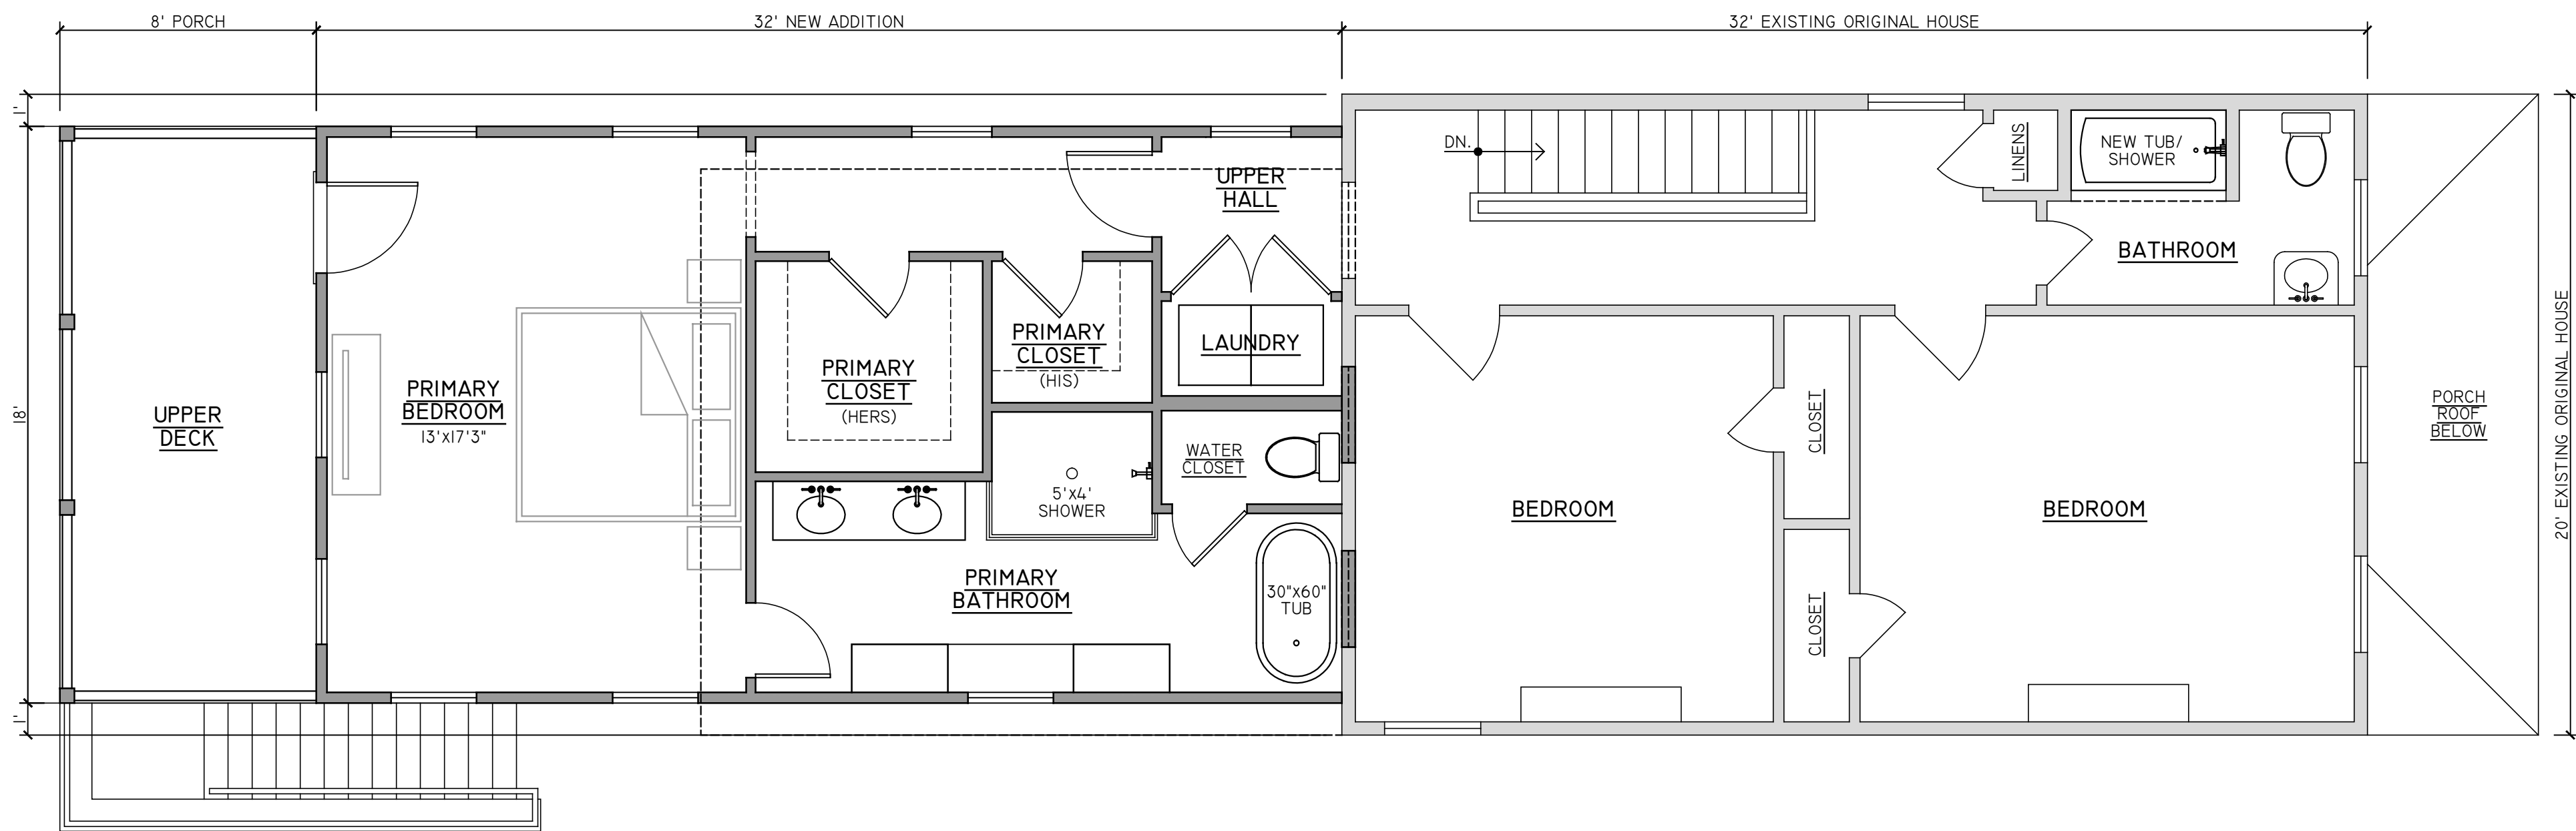 8' PORCH
32' NEW ADDITION
32' EXISTING ORIGINAL HOUSE
1'
18'
1'
20' EXISTING ORIGINAL HOUSE
DN.
LINENS
NEW TUB/
SHOWER
UPPER
HALL
BATHROOM
PRIMARY
CLOSET
(HIS)
LAUNDRY
PRIMARY
CLOSET
(HERS)
PRIMARY
BEDROOM
13'x17'3"
UPPER
DECK
CLOSET
PORCH
ROOF
BELOW
WATER
CLOSET
5'x4'
SHOWER
BEDROOM
BEDROOM
PRIMARY
BATHROOM
30"x60"
TUB
CLOSET